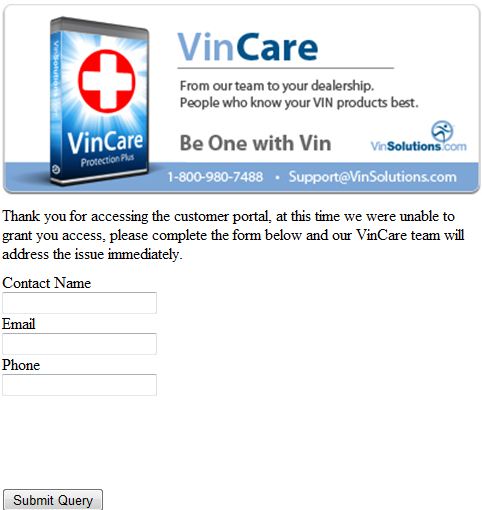 VinCare
From our team to your dealership.
People who know your VIN products best.
VinSolutions
VinCare
Protection Plus
Be One with Vin
VinSolutions.com
1-800-980-7488 • Support@VinSolutions.com
Thank you for accessing the customer portal, at this time we were unable to
grant you access, please complete the form below and our VinCare team will
address the issue immediately.
Contact Name
Email
Phone
Submit Query